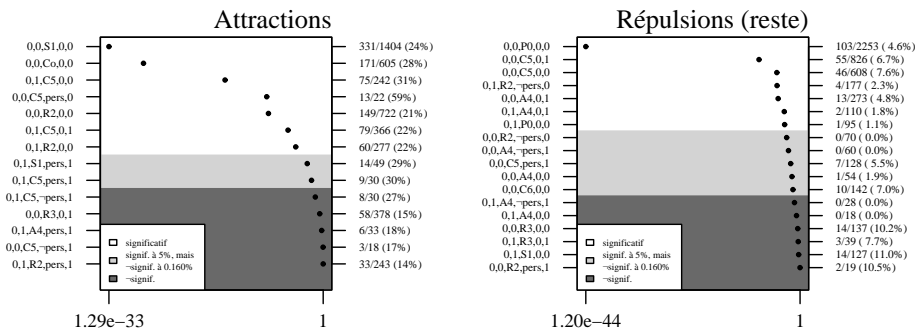 Attractions
0,0,S1,0,0 331/1404 (24%)
0,0,Co,0,0 171/605 (28%)
0,1,C5,0,0 75/242 (31%)
0,0,C5,pers,0 13/22 (59%)
0,0,R2,0,0 149/722 (21%)
0,1,C5,0,1 79/366 (22%)
0,1,R2,0,0 60/277 (22%)
0,1,S1,pers,1 14/49 (29%)
0,1,C5,pers,1 9/30 (30%)
0,1,C5,¬pers,1 8/30 (27%)
0,0,R3,0,1 58/378 (15%)
0,1,A4,pers,1 6/33 (18%)
0,0,C5,¬pers,1 3/18 (17%)
0,1,R2,pers,1 33/243 (14%)
significatif
signif. à 5%, mais
¬signif. à 0.160%
¬signif.
1.29e−33 1
Répulsions (reste)
0,0,P0,0,0 103/2253 ( 4.6%)
0,0,C5,0,1 55/826 ( 6.7%)
0,0,C5,0,0 46/608 ( 7.6%)
0,1,R2,¬pers,0 4/177 ( 2.3%)
0,0,A4,0,1 13/273 ( 4.8%)
0,1,A4,0,1 2/110 ( 1.8%)
0,1,P0,0,0 1/95 ( 1.1%)
0,0,R2,¬pers,0 0/70 ( 0.0%)
0,0,A4,¬pers,1 0/60 ( 0.0%)
0,0,C5,pers,1 7/128 ( 5.5%)
0,0,A4,0,0 1/54 ( 1.9%)
0,0,C6,0,0 10/142 ( 7.0%)
0,1,A4,¬pers,1 0/28 ( 0.0%)
0,1,A4,0,0 0/18 ( 0.0%)
0,0,R3,0,0 14/137 (10.2%)
0,1,R3,0,1 3/39 ( 7.7%)
0,1,S1,0,0 14/127 (11.0%)
0,0,R2,pers,1 2/19 (10.5%)
significatif
signif. à 5%, mais
¬signif. à 0.160%
¬signif.
1.20e−44 1